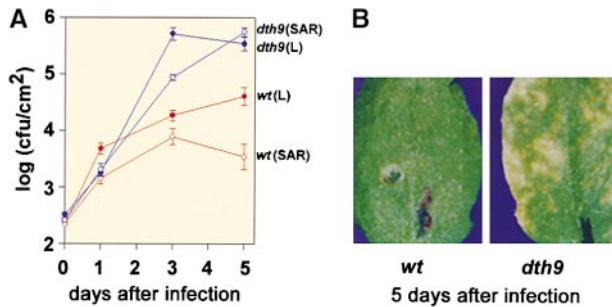 A
B
6
5
4
3
2
0
1
2
3
4
5
log (cfu/cm²)
days after infection
dth9(SAR)
dth9(L)
wt(L)
wt(SAR)
wt
dth9
5 days after infection